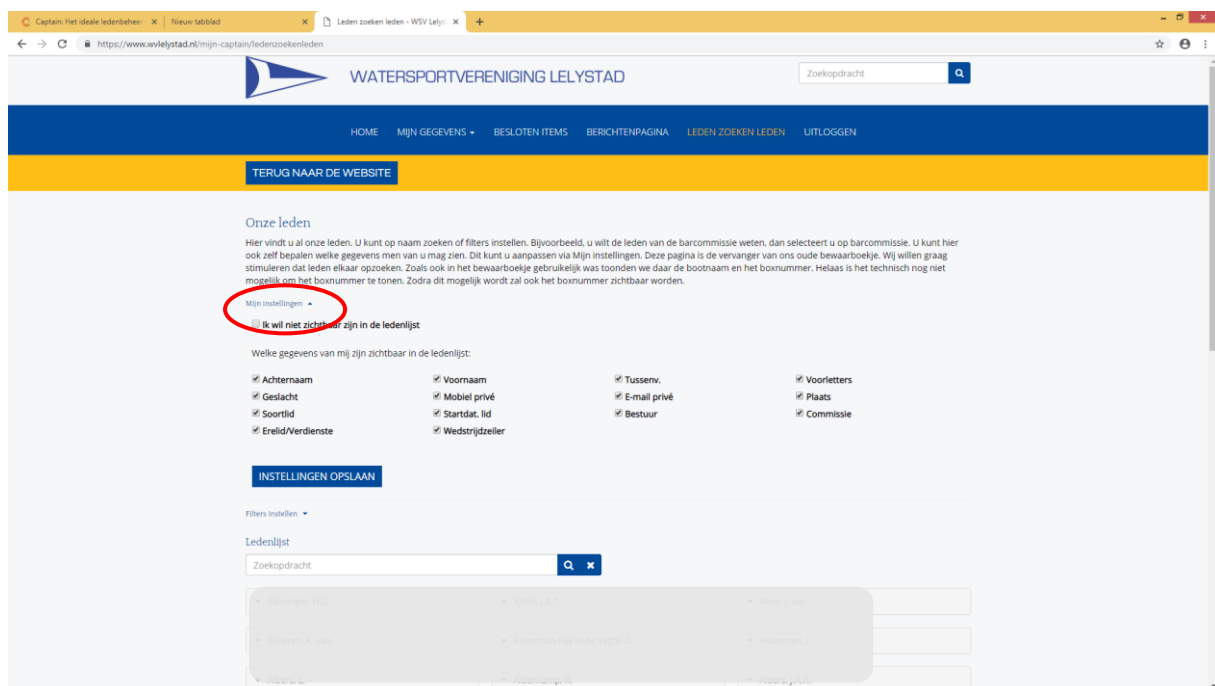 Captain: Het ideale ledenbeheer
Nieuw tabblad
Leden zoeken leden - WSV Lelyst
https://www.wvlelystad.nl/mijn-captain/ledenzoekenleden
WATERSPORTVERENIGING LELYSTAD
Zoekopdracht
HOME MIJN GEGEVENS BESLOTEN ITEMS BERICHTENPAGINA LEDEN ZOEKEN LEDEN UITLOGGEN
TERUG NAAR DE WEBSITE
Onze leden
Hier vindt u al onze leden. U kunt op naam zoeken of filters instellen. Bijvoorbeeld, u wilt de leden van de barcommissie weten, dan selecteert u op barcommissie. U kunt hier
ook zelf bepalen welke gegevens men van u mag zien. Dit kunt u aanpassen via Mijn instellingen. Deze pagina is de vervanger van ons oude bewaarboekje. Wij willen graag
stimuleren dat leden elkaar opzoeken. Zoals ook in het bewaarboekje gebruikelijk was toonden we daar de bootnaam en het boxnummer. Helaas is het technisch nog niet
mogelijk om het boxnummer te tonen. Zodra dit mogelijk wordt zal ook het boxnummer zichtbaar worden.
Mijn instellingen
Ik wil niet zichtbaar zijn in de ledenlijst
Welke gegevens van mij zijn zichtbaar in de ledenlijst:
Achternaam Voornaam Tussenv. Voorletters
Geslacht Mobiel privé E-mail privé Plaats
Soortlid Startdat. lid Bestuur Commissie
Erelid/Verdienste Wedstrijdzeiler
INSTELLINGEN OPSLAAN
Filters instellen
Ledenlijst
Zoekopdracht